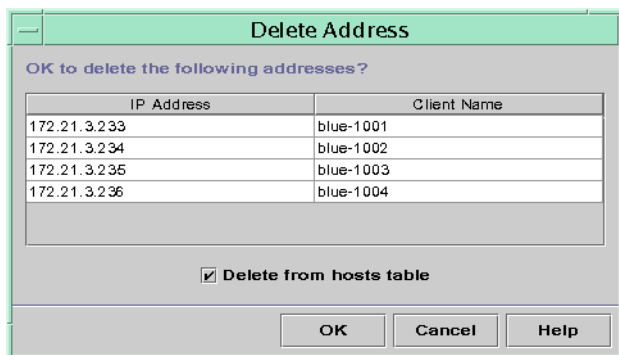 Delete Address
OK to delete the following addresses?
IP Address Client Name
172.21.3.233 blue-1001
172.21.3.234 blue-1002
172.21.3.235 blue-1003
172.21.3.236 blue-1004
Delete from hosts table
OK Cancel Help